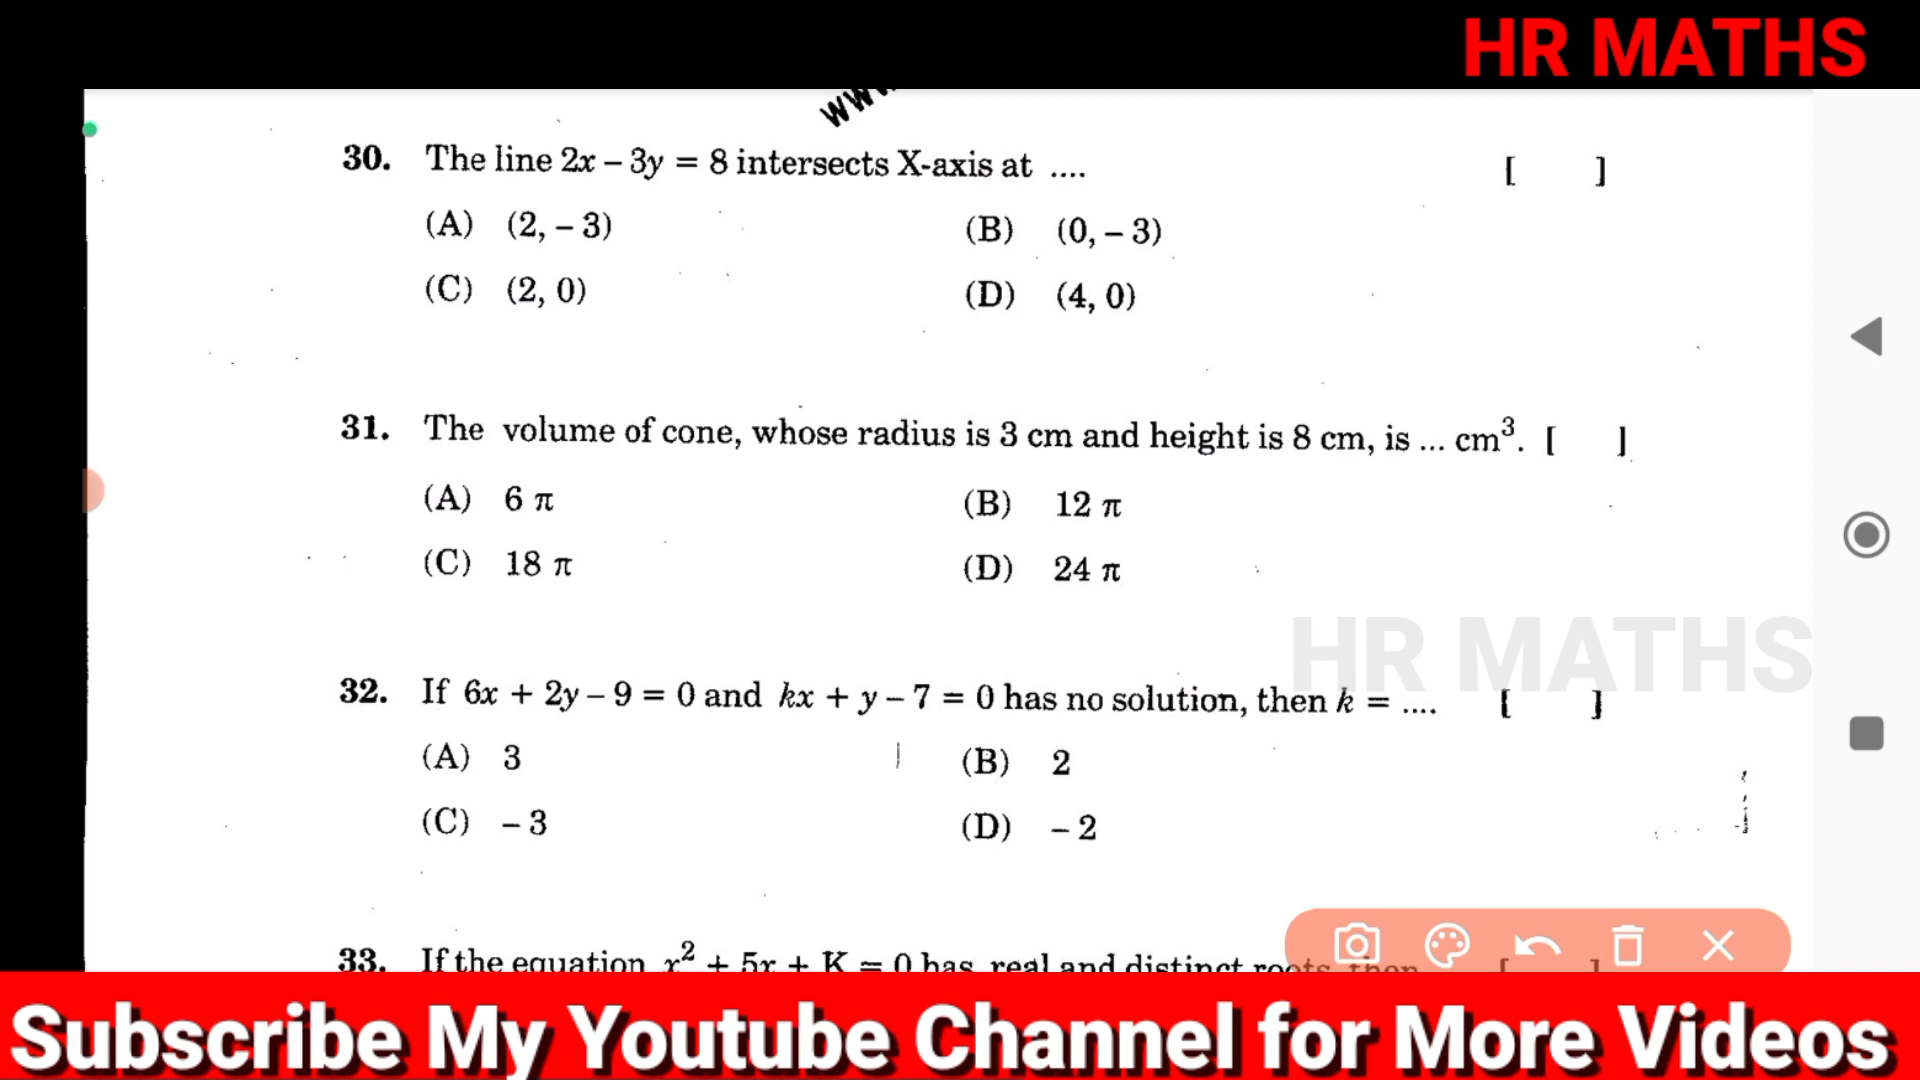 HR MATHS
30. The line 2x – 3y = 8 intersects X-axis at .... [ ]
(A) (2, – 3) (B) (0, – 3)
(C) (2, 0) (D) (4, 0)
31. The volume of cone, whose radius is 3 cm and height is 8 cm, is ... cm³. [ ]
(A) 6 π (B) 12 π
(C) 18 π (D) 24 π
HR MATHS
32. If 6x + 2y – 9 = 0 and kx + y – 7 = 0 has no solution, then k = .... [ ]
(A) 3 (B) 2
(C) – 3 (D) – 2
33. If the equation x² + 5x + K = 0 has real and distinct roots then [ ]
Subscribe My Youtube Channel for More Videos